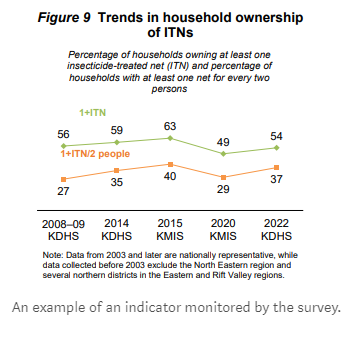 Figure 9 Trends in household ownership
of ITNs
Percentage of households owning at least one
insecticide-treated net (ITN) and percentage of
households with at least one net for every two
persons
1+ITN
56 59 63 49 54
1+ITN/2 people
27 35 40 29 37
2008–09 2014 2015 2020 2022
KDHS KDHS KMIS KMIS KDHS
Note: Data from 2003 and later are nationally representative, while
data collected before 2003 exclude the North Eastern region and
several northern districts in the Eastern and Rift Valley regions.
An example of an indicator monitored by the survey.